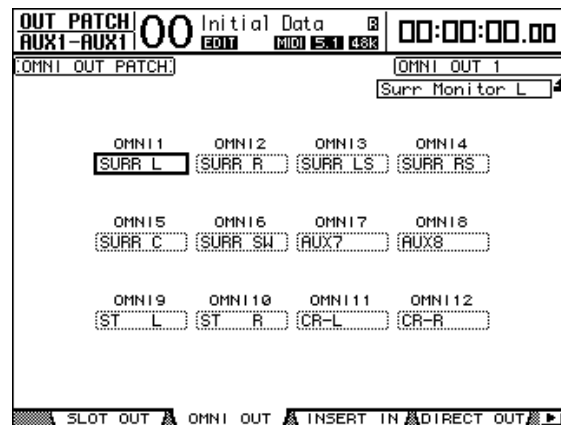 OUT PATCH 00 Initial Data R 00:00:00.00
AUX1-AUX1 EDIT MIDI 5.1 48K
OMNI OUT PATCH OMNI OUT 1
Surr Monitor L
OMNI1 OMNI2 OMNI3 OMNI4
SURR L SURR R SURR LS SURR RS
OMNI5 OMNI6 OMNI7 OMNI8
SURR C SURR SW AUX7 AUX8
OMNI9 OMNI10 OMNI11 OMNI12
ST L ST R CR-L CR-R
SLOT OUT OMNI OUT INSERT IN DIRECT OUT